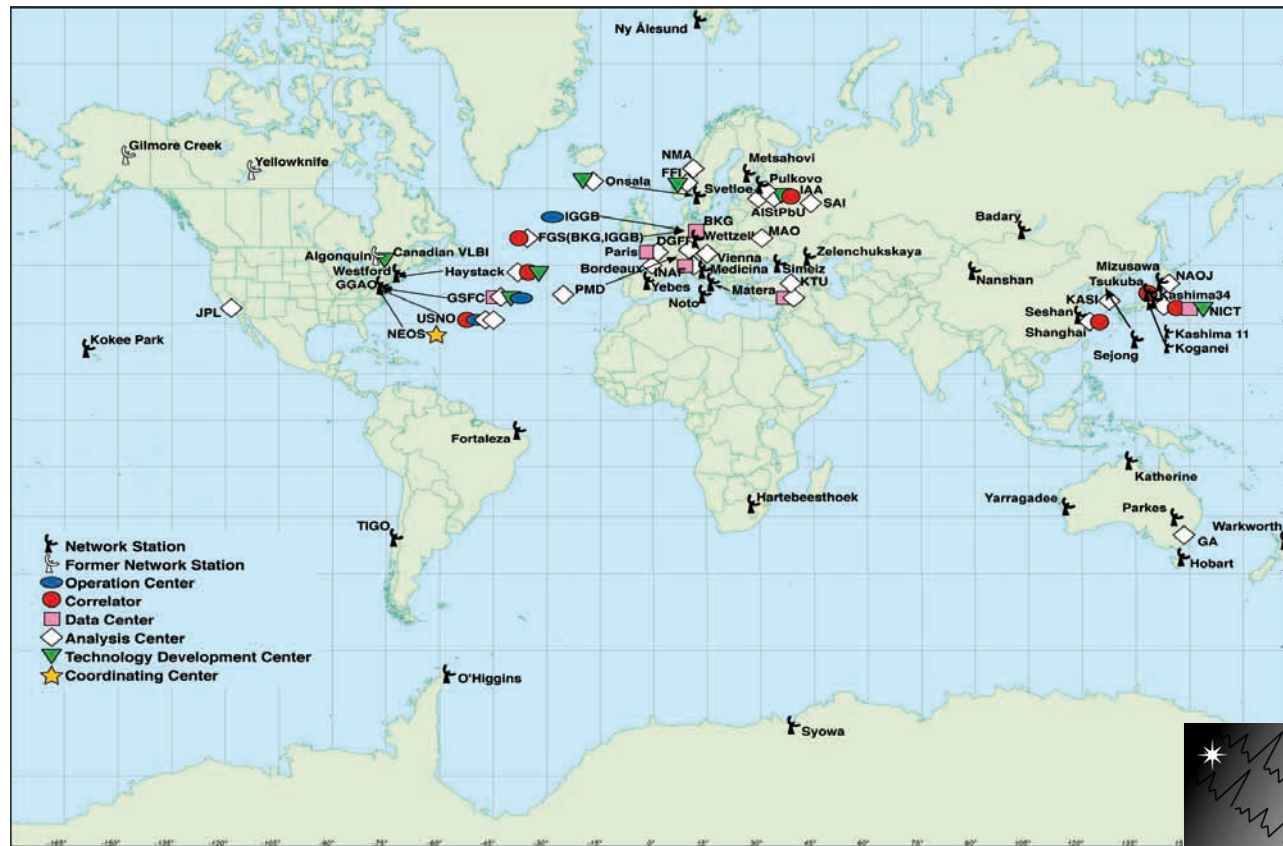 Ny Ålesund
Gilmore Creek
Yellowknife
NMA
Metsahovi
FFI
Onsala
Pulkovo
Svetloe
IAA
AIStPbU
SAI
IGGB
BKG
Badary
FGS(BKG,IGGB)
Wettzell
MAO
DGFI
Algonquin
Canadian VLBI
Paris
Vienna
Zelenchukskaya
Westford
Haystack
Bordeaux
INAF
Medicina
Simeiz
Nanshan
Mizusawa
NAOJ
GGAO
Yebes
Matera
KTU
Tsukuba
GSFC
PMD
Noto
KASI
Kashima34
JPL
USNO
Seshan
NICT
NEOS
Shanghai
Kashima 11
Kokee Park
Sejong
Koganei
Fortaleza
Katherine
Hartebeesthoek
Yarragadee
Parkes
TIGO
Warkworth
GA
Hobart
Network Station
Former Network Station
Operation Center
Correlator
Data Center
Analysis Center
Technology Development Center
Coordinating Center
O'Higgins
Syowa